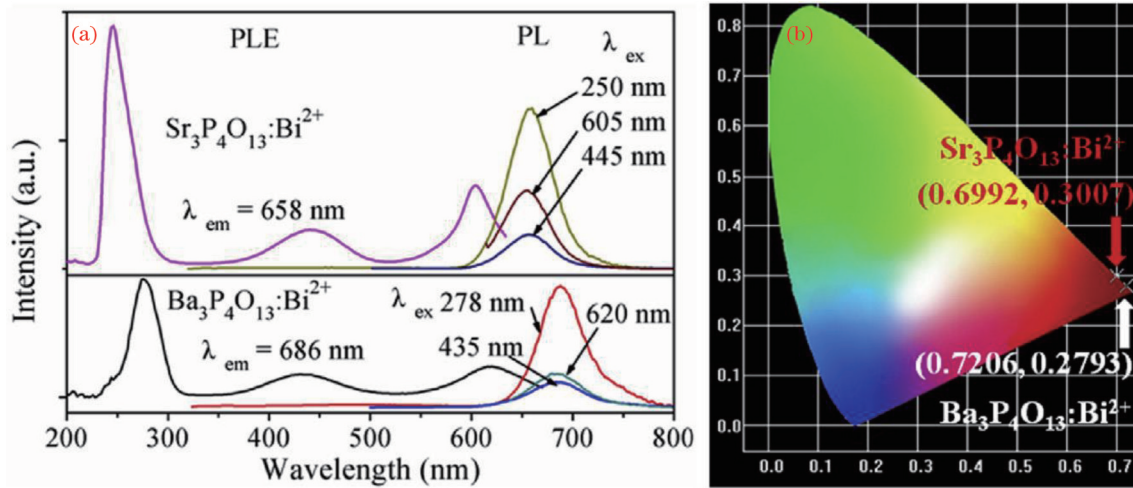 (a)
PLE
PL
λ ex
250 nm
605 nm
445 nm
Sr₃P₄O₁₃:Bi²⁺
λ em = 658 nm
Ba₃P₄O₁₃:Bi²⁺
λ ex 278 nm
620 nm
435 nm
λ em = 686 nm
Intensity (a.u.)
200 300 400 500 600 700 800
Wavelength (nm)
(b)
0.8
0.7
0.6
0.5
0.4
0.3
0.2
0.1
0.0
Sr₃P₄O₁₃:Bi²⁺
(0.6992, 0.3007)
(0.7206, 0.2793)
Ba₃P₄O₁₃:Bi²⁺
0.0 0.1 0.2 0.3 0.4 0.5 0.6 0.7